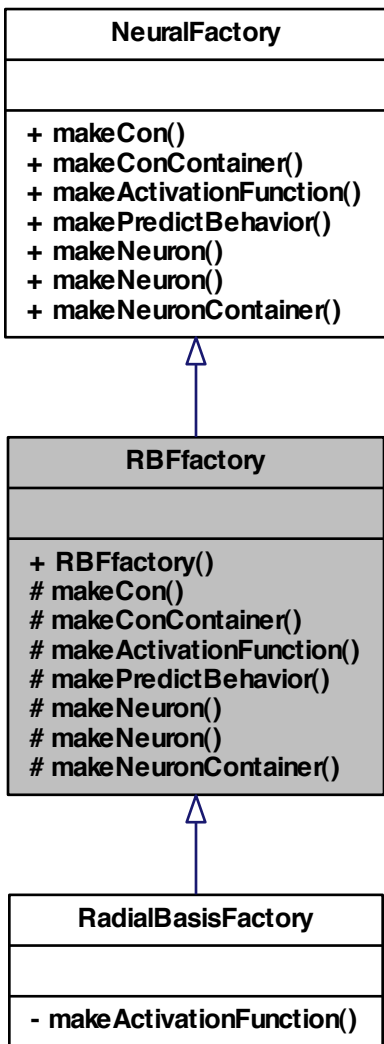 NeuralFactory
+ makeCon()
+ makeConContainer()
+ makeActivationFunction()
+ makePredictBehavior()
+ makeNeuron()
+ makeNeuron()
+ makeNeuronContainer()
RBFfactory
+ RBFfactory()
# makeCon()
# makeConContainer()
# makeActivationFunction()
# makePredictBehavior()
# makeNeuron()
# makeNeuron()
# makeNeuronContainer()
RadialBasisFactory
- makeActivationFunction()